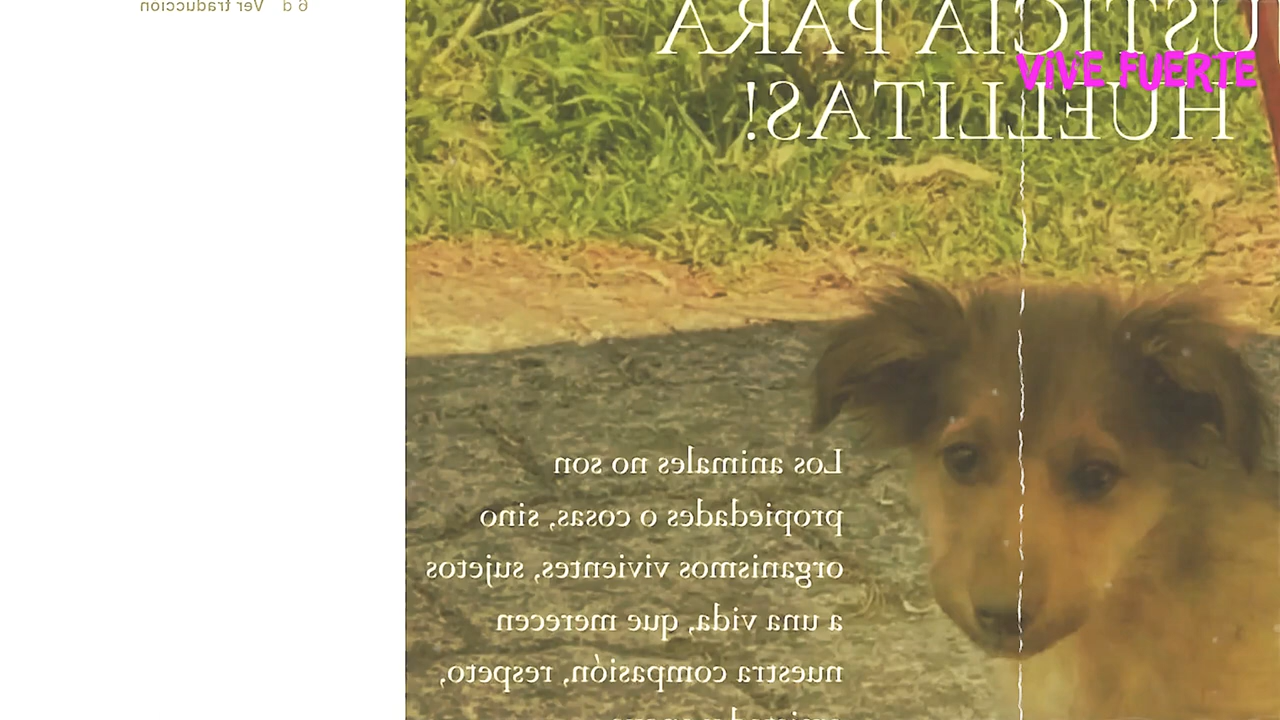 6 d Ver traducción
USTICIA PARA
VIVE FUERTE
HUELLITAS!
Los animales no son
propiedades o cosas, sino
organismos vivientes, sujetos
a una vida, que merecen
nuestra compasión, respeto,